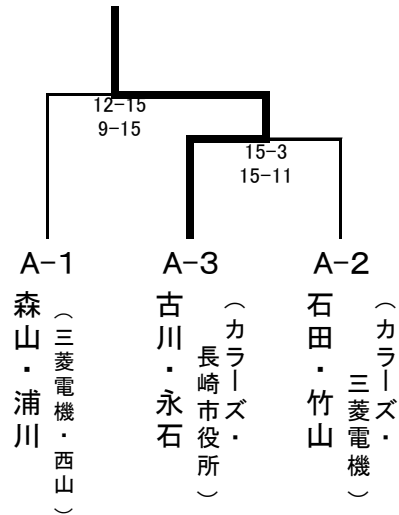 12-15
9-15
15-3
15-11
A-1
A-3
A-2
森山・浦川
（三菱電機・西山）
古川・永石
（カラーズ・
長崎市役所）
石田・竹山
（カラーズ・
三菱電機）